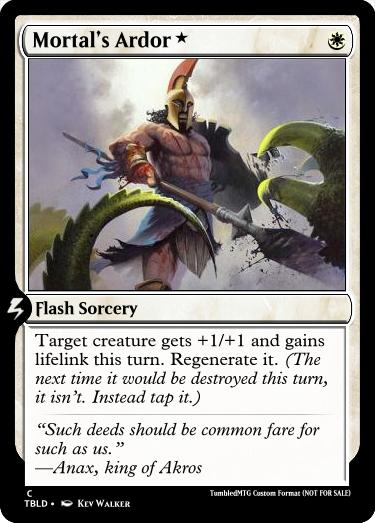 Mortal's Ardor ★
Flash Sorcery
Target creature gets +1/+1 and gains
lifelink this turn. Regenerate it. (The
next time it would be destroyed this turn,
it isn't. Instead tap it.)
"Such deeds should be common fare for
such as us."
—Anax, king of Akros
C
TBLD • Kev Walker
TumbledMTG Custom Format (NOT FOR SALE)